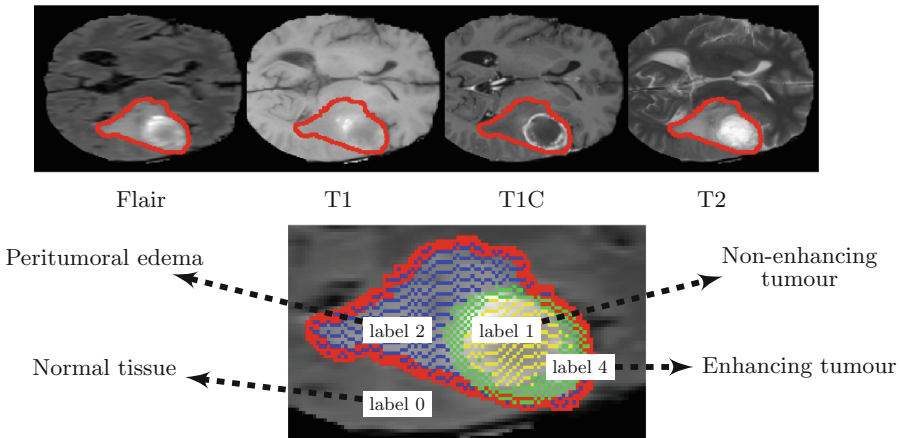 Flair
T1
T1C
T2
Peritumoral edema
Non-enhancing
tumour
label 2
label 1
Normal tissue
label 4
Enhancing tumour
label 0